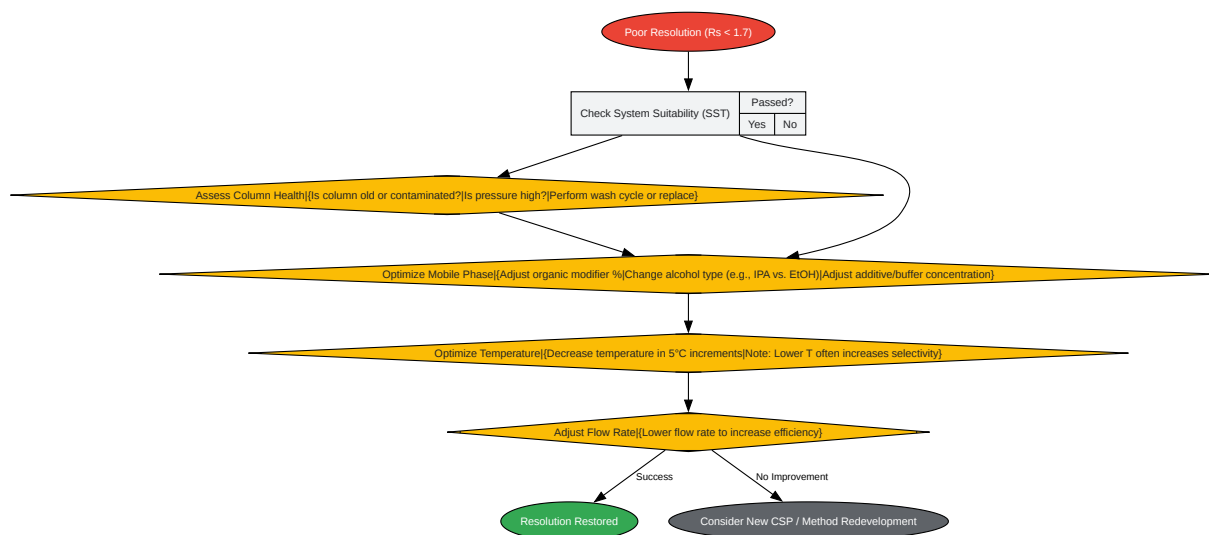 Poor Resolution (Rs < 1.7)
Check System Suitability (SST)
Passed?
Yes
No
Assess Column Health|{Is column old or contaminated?|Is pressure high?|Perform wash cycle or replace}
Optimize Mobile Phase|{Adjust organic modifier %|Change alcohol type (e.g., IPA vs. EtOH)|Adjust additive/buffer concentration}
Optimize Temperature|{Decrease temperature in 5°C increments|Note: Lower T often increases selectivity}
Adjust Flow Rate|{Lower flow rate to increase efficiency}
Success
No Improvement
Resolution Restored
Consider New CSP / Method Redevelopment